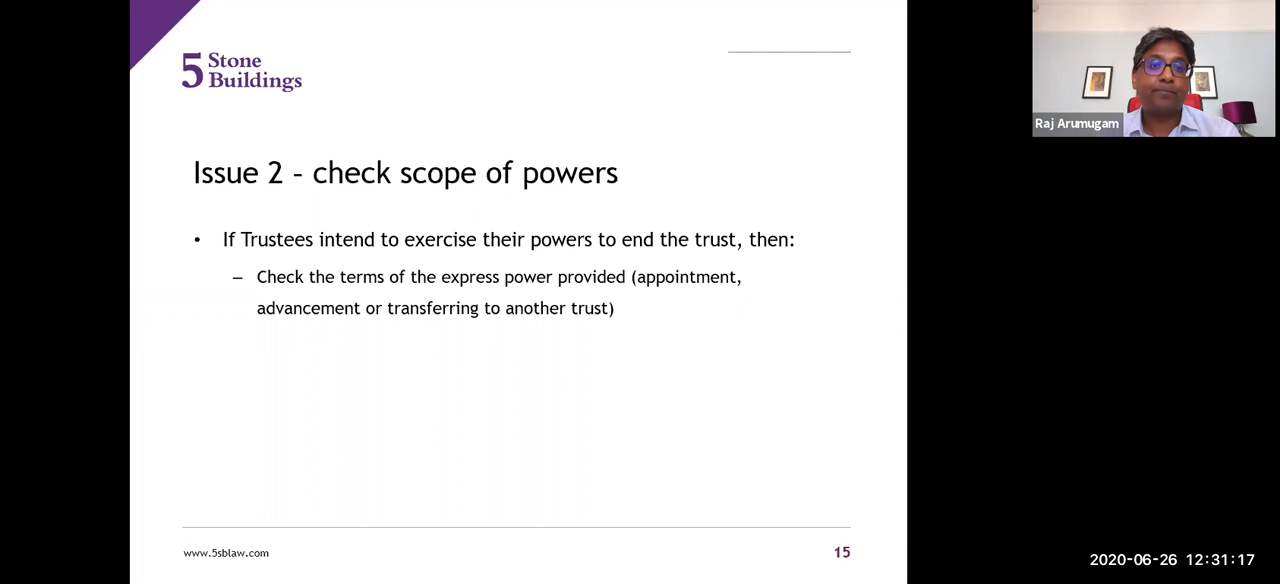 5 Stone
Buildings
Raj Arumugam
Issue 2 – check scope of powers
• If Trustees intend to exercise their powers to end the trust, then:
– Check the terms of the express power provided (appointment,
advancement or transferring to another trust)
www.5sblaw.com
15
2020-06-26 12:31:17